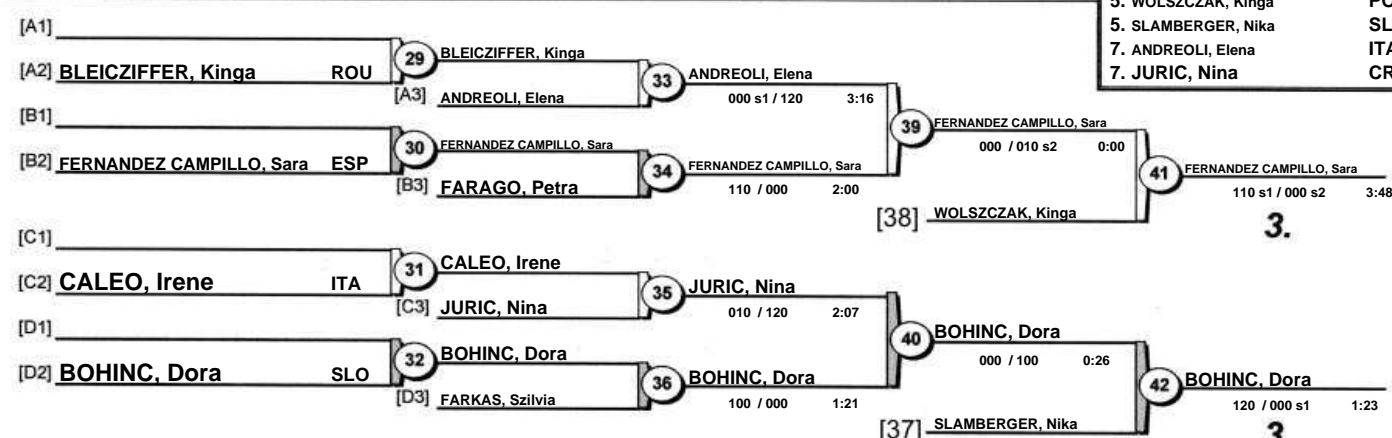 5. WOLSZCZAK, Kinga
5. SLAMBERGER, Nika SL
7. ANDREOLI, Elena ITA
7. JURIC, Nina CR
[A1]
[A2] BLEICZIFFER, Kinga ROU
29
BLEICZIFFER, Kinga
[A3] ANDREOLI, Elena
33
ANDREOLI, Elena
000 s1 / 120 3:16
[B1]
[B2] FERNANDEZ CAMPILLO, Sara ESP
30
FERNANDEZ CAMPILLO, Sara
[B3] FARAGO, Petra
34
FERNANDEZ CAMPILLO, Sara
110 / 000 2:00
39
FERNANDEZ CAMPILLO, Sara
000 / 010 s2 0:00
[38] WOLSZCZAK, Kinga
41
FERNANDEZ CAMPILLO, Sara
110 s1 / 000 s2 3:48
3.
[C1]
[C2] CALEO, Irene ITA
31
CALEO, Irene
[C3] JURIC, Nina
35
JURIC, Nina
010 / 120 2:07
[D1]
[D2] BOHINC, Dora SLO
32
BOHINC, Dora
[D3] FARKAS, Szilvia
36
BOHINC, Dora
100 / 000 1:21
40
BOHINC, Dora
000 / 100 0:26
[37] SLAMBERGER, Nika
42
BOHINC, Dora
120 / 000 s1 1:23
3